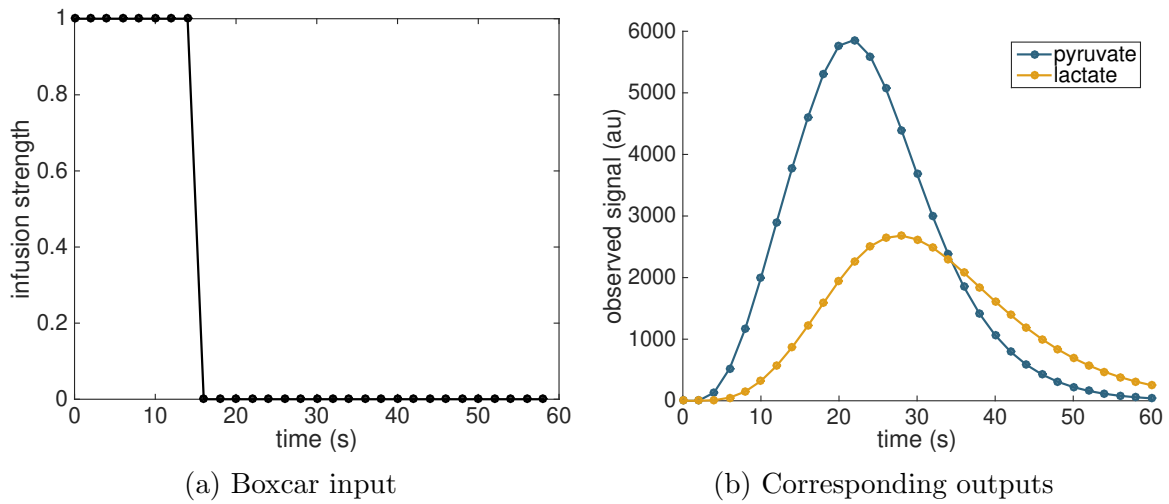 infusion strength
1
0.8
0.6
0.4
0.2
0
0 10 20 30 40 50 60
time (s)
(a) Boxcar input
observed signal (au)
6000
5000
4000
3000
2000
1000
0
0 10 20 30 40 50 60
time (s)
pyruvate
lactate
(b) Corresponding outputs